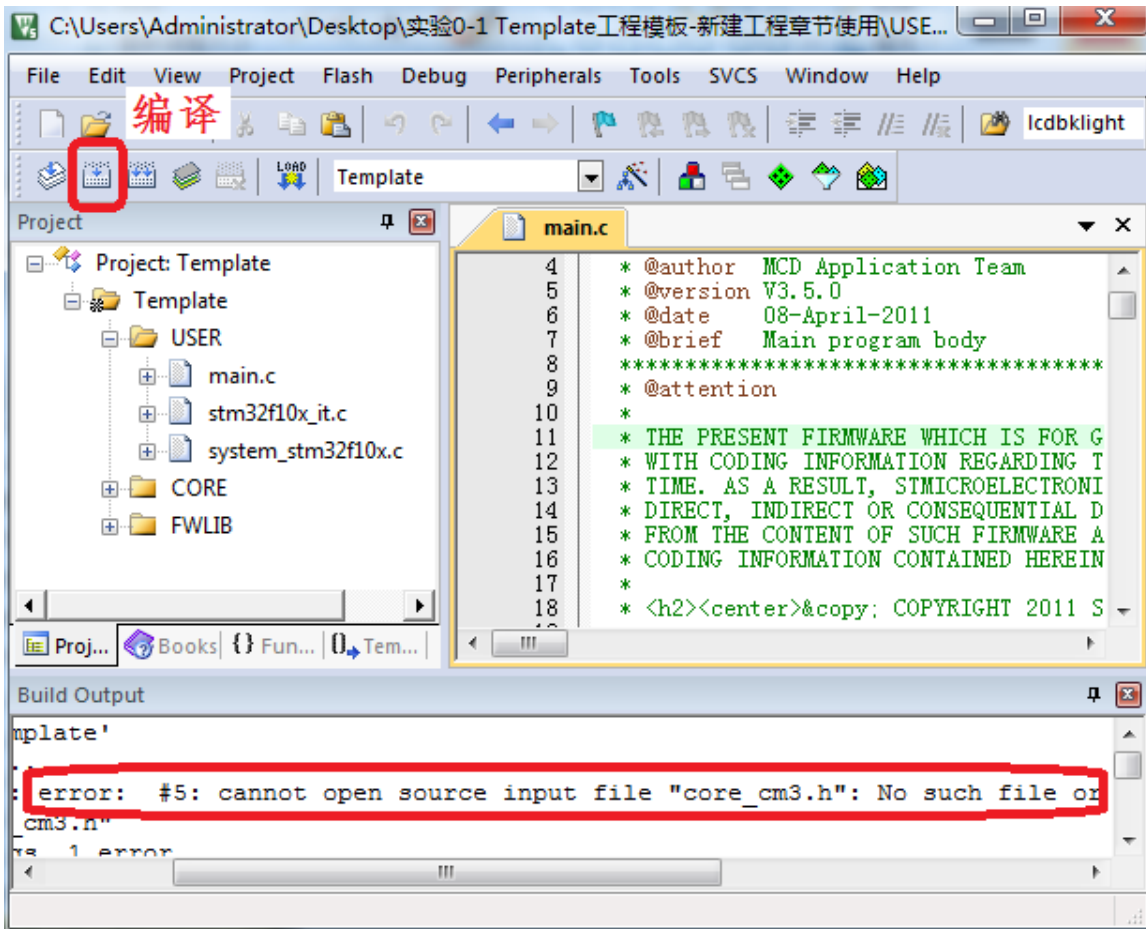 C:\Users\Administrator\Desktop\实验0-1 Template工程模板-新建工程章节使用\USE...
File Edit View Project Flash Debug Peripherals Tools SVCS Window Help
编译
lcdbklight
LOAD
Template
Project
main.c
Project: Template
Template
USER
main.c
stm32f10x_it.c
system_stm32f10x.c
CORE
FWLIB
4 * @author MCD Application Team
5 * @version V3.5.0
6 * @date 08-April-2011
7 * @brief Main program body
8 **************************************
9 * @attention
10 *
11 * THE PRESENT FIRMWARE WHICH IS FOR G
12 * WITH CODING INFORMATION REGARDING T
13 * TIME. AS A RESULT, STMICROELECTRONI
14 * DIRECT, INDIRECT OR CONSEQUENTIAL D
15 * FROM THE CONTENT OF SUCH FIRMWARE A
16 * CODING INFORMATION CONTAINED HEREIN
17 *
18 * <h2><center>&copy; COPYRIGHT 2011 S
Proj... Books {} Fun... 0 Tem...
Build Output
mplate'
error: #5: cannot open source input file "core_cm3.h": No such file or
_cm3.h"
1 error